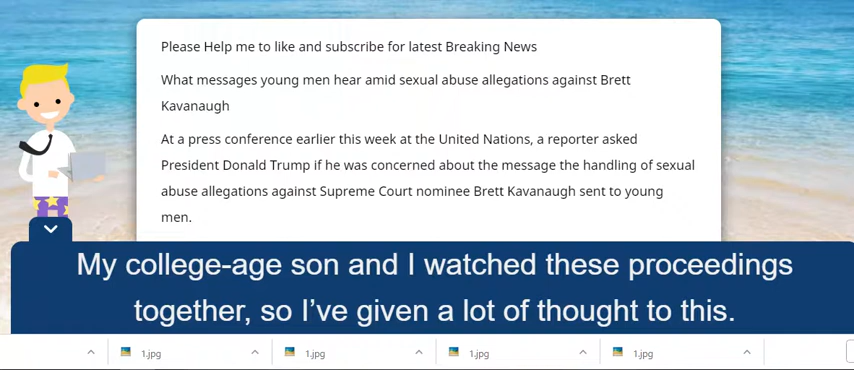 Please Help me to like and subscribe for latest Breaking News
What messages young men hear amid sexual abuse allegations against Brett
Kavanaugh
At a press conference earlier this week at the United Nations, a reporter asked
President Donald Trump if he was concerned about the message the handling of sexual
abuse allegations against Supreme Court nominee Brett Kavanaugh sent to young
men.
My college-age son and I watched these proceedings
together, so I’ve given a lot of thought to this.
1.jpg 1.jpg 1.jpg 1.jpg